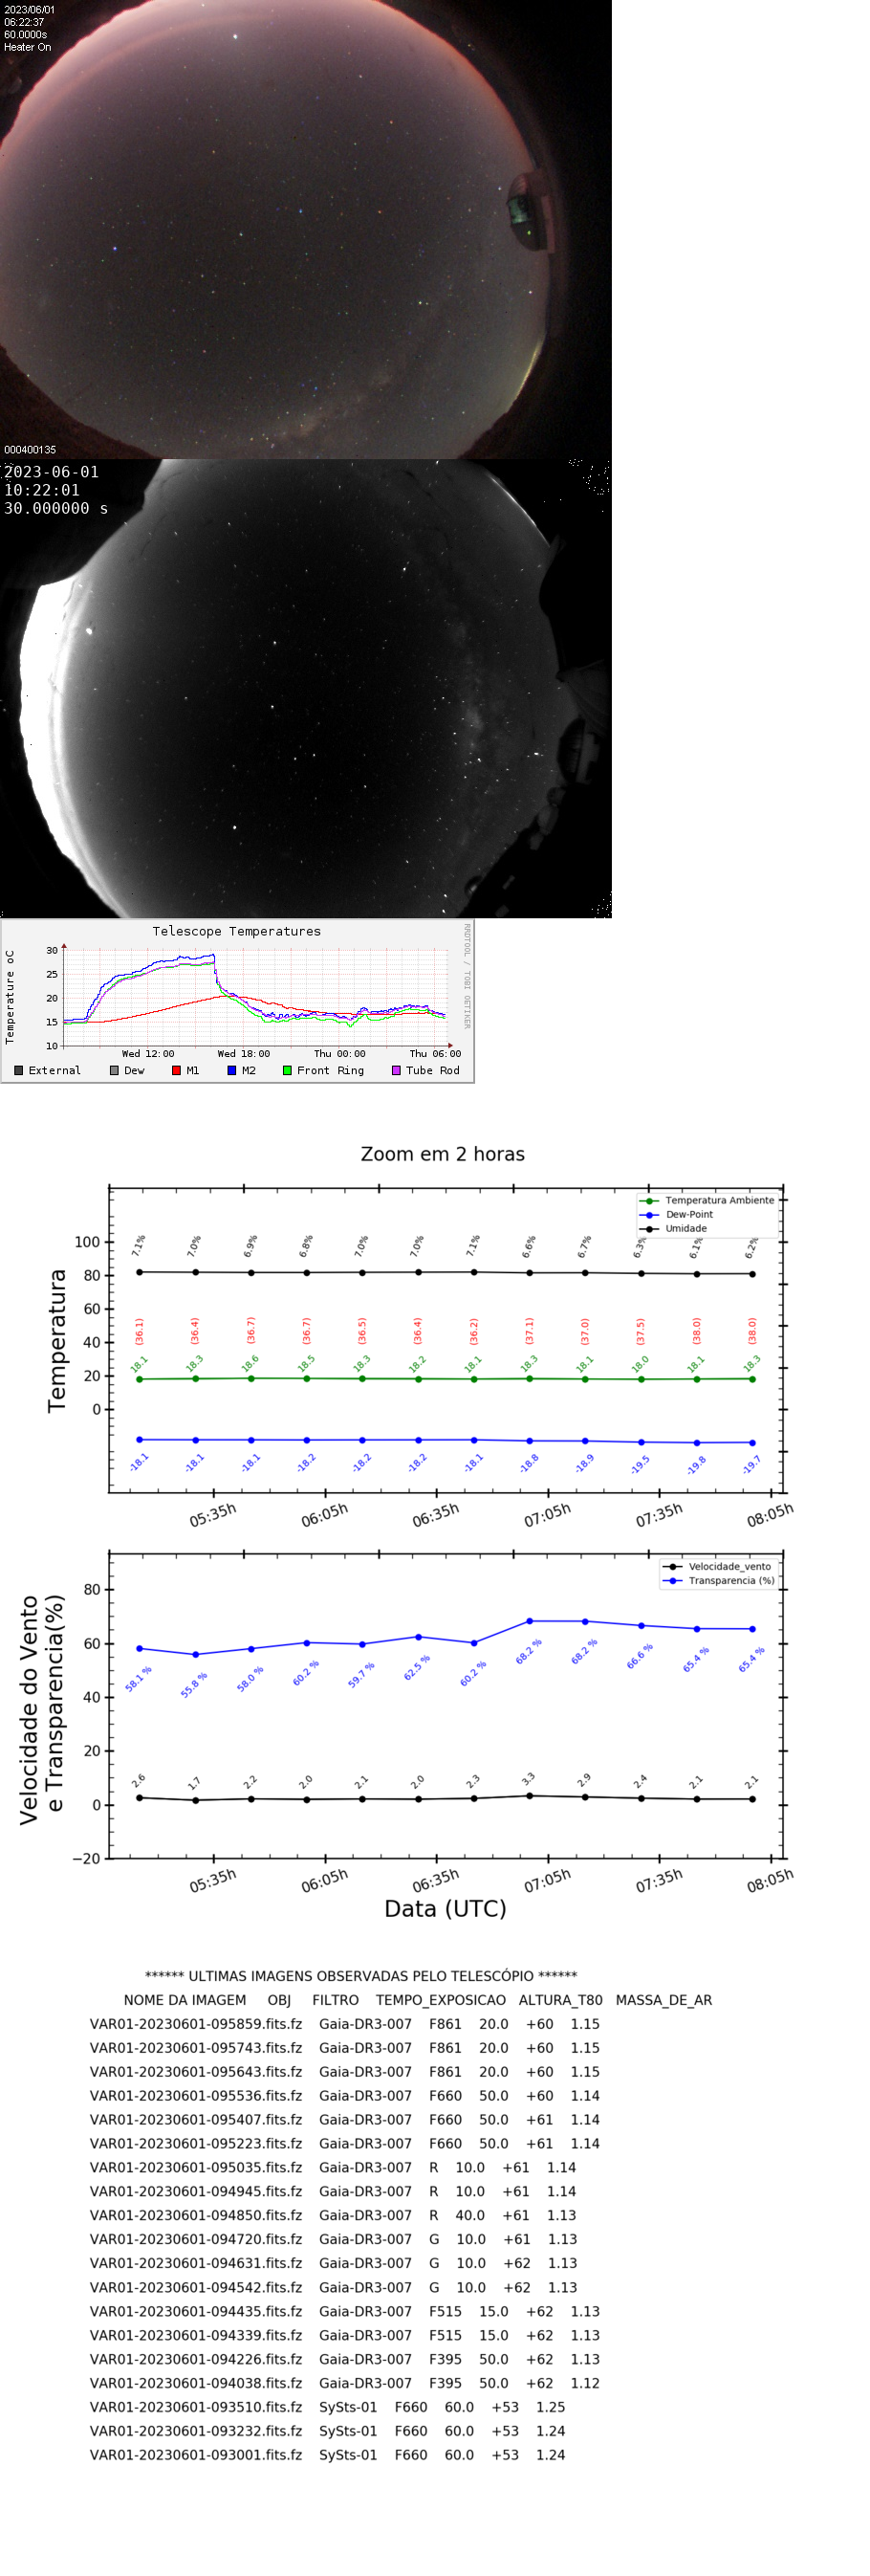 2023/06/01
06:22:37
60.0000s
Heater On
000400135
2023-06-01
10:22:01
30.000000 s
Telescope Temperatures
RRDTOOL / TOBI OETIKER
Temperature oC
30
25
20
15
10
Wed 12:00 Wed 18:00 Thu 00:00 Thu 06:00
External Dew M1 M2 Front Ring Tube Rod
Zoom em 2 horas
Temperatura Ambiente
Dew-Point
Umidade
Temperatura
100
80
60
40
20
0
7.1% 7.0% 6.9% 6.8% 7.0% 7.0% 7.1% 6.6% 6.7% 6.3% 6.1% 6.2%
(36.1) (36.4) (36.7) (36.7) (36.5) (36.4) (36.2) (37.1) (37.0) (37.5) (38.0) (38.0)
18.1 18.3 18.6 18.5 18.3 18.2 18.1 18.3 18.1 18.0 18.1 18.3
-18.1 -18.1 -18.1 -18.2 -18.2 -18.2 -18.1 -18.8 -18.9 -19.5 -19.8 -19.7
05:35h 06:05h 06:35h 07:05h 07:35h 08:05h
Velocidade_vento
Transparencia (%)
Velocidade do Vento
e Transparencia(%)
80
60
40
20
0
−20
58.1 % 55.8 % 58.0 % 60.2 % 59.7 % 62.5 % 60.2 % 68.2 % 68.2 % 66.6 % 65.4 % 65.4 %
2.6 1.7 2.2 2.0 2.1 2.0 2.3 3.3 2.9 2.4 2.1 2.1
05:35h 06:05h 06:35h 07:05h 07:35h 08:05h
Data (UTC)
****** ULTIMAS IMAGENS OBSERVADAS PELO TELESCÓPIO ******
NOME DA IMAGEM OBJ FILTRO TEMPO_EXPOSICAO ALTURA_T80 MASSA_DE_AR
VAR01-20230601-095859.fits.fz Gaia-DR3-007 F861 20.0 +60 1.15
VAR01-20230601-095743.fits.fz Gaia-DR3-007 F861 20.0 +60 1.15
VAR01-20230601-095643.fits.fz Gaia-DR3-007 F861 20.0 +60 1.15
VAR01-20230601-095536.fits.fz Gaia-DR3-007 F660 50.0 +60 1.14
VAR01-20230601-095407.fits.fz Gaia-DR3-007 F660 50.0 +61 1.14
VAR01-20230601-095223.fits.fz Gaia-DR3-007 F660 50.0 +61 1.14
VAR01-20230601-095035.fits.fz Gaia-DR3-007 R 10.0 +61 1.14
VAR01-20230601-094945.fits.fz Gaia-DR3-007 R 10.0 +61 1.14
VAR01-20230601-094850.fits.fz Gaia-DR3-007 R 40.0 +61 1.13
VAR01-20230601-094720.fits.fz Gaia-DR3-007 G 10.0 +61 1.13
VAR01-20230601-094631.fits.fz Gaia-DR3-007 G 10.0 +62 1.13
VAR01-20230601-094542.fits.fz Gaia-DR3-007 G 10.0 +62 1.13
VAR01-20230601-094435.fits.fz Gaia-DR3-007 F515 15.0 +62 1.13
VAR01-20230601-094339.fits.fz Gaia-DR3-007 F515 15.0 +62 1.13
VAR01-20230601-094226.fits.fz Gaia-DR3-007 F395 50.0 +62 1.13
VAR01-20230601-094038.fits.fz Gaia-DR3-007 F395 50.0 +62 1.12
VAR01-20230601-093510.fits.fz SySts-01 F660 60.0 +53 1.25
VAR01-20230601-093232.fits.fz SySts-01 F660 60.0 +53 1.24
VAR01-20230601-093001.fits.fz SySts-01 F660 60.0 +53 1.24